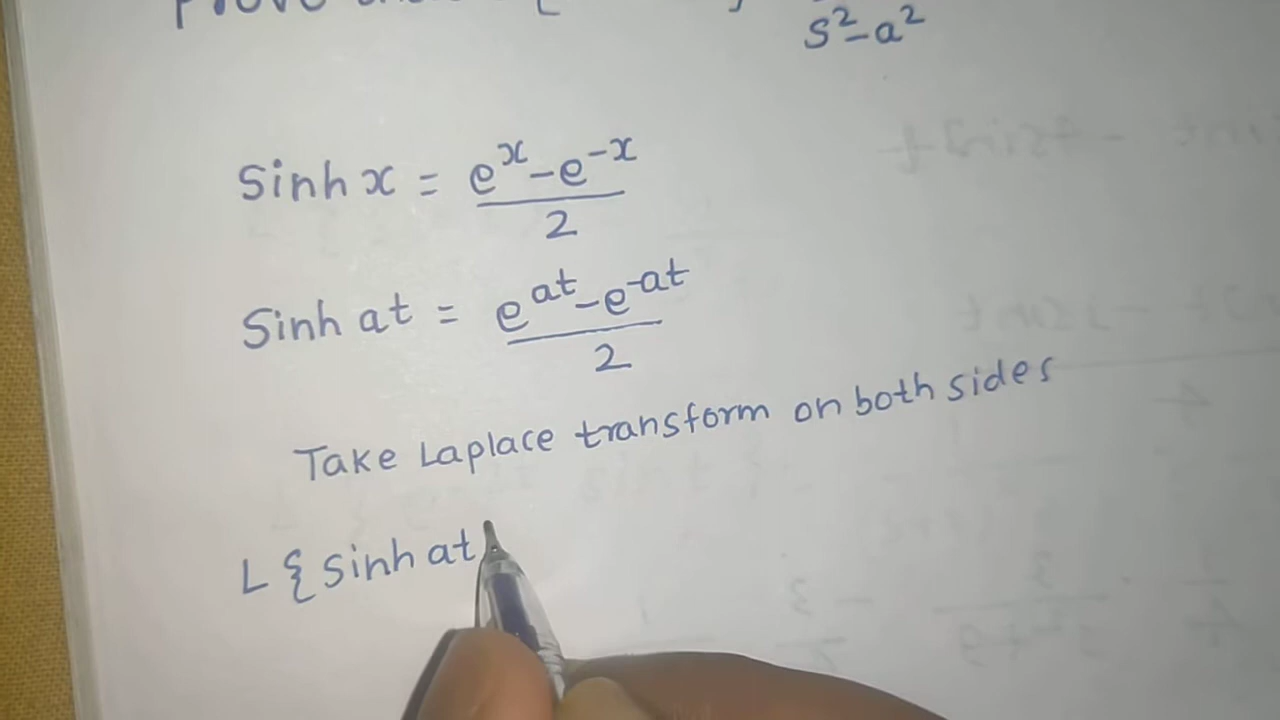 s²-a²
Sinh x = e^x - e^-x / 2
Sinh at = e^at - e^-at / 2
Take Laplace transform on both sides
L { sinh at